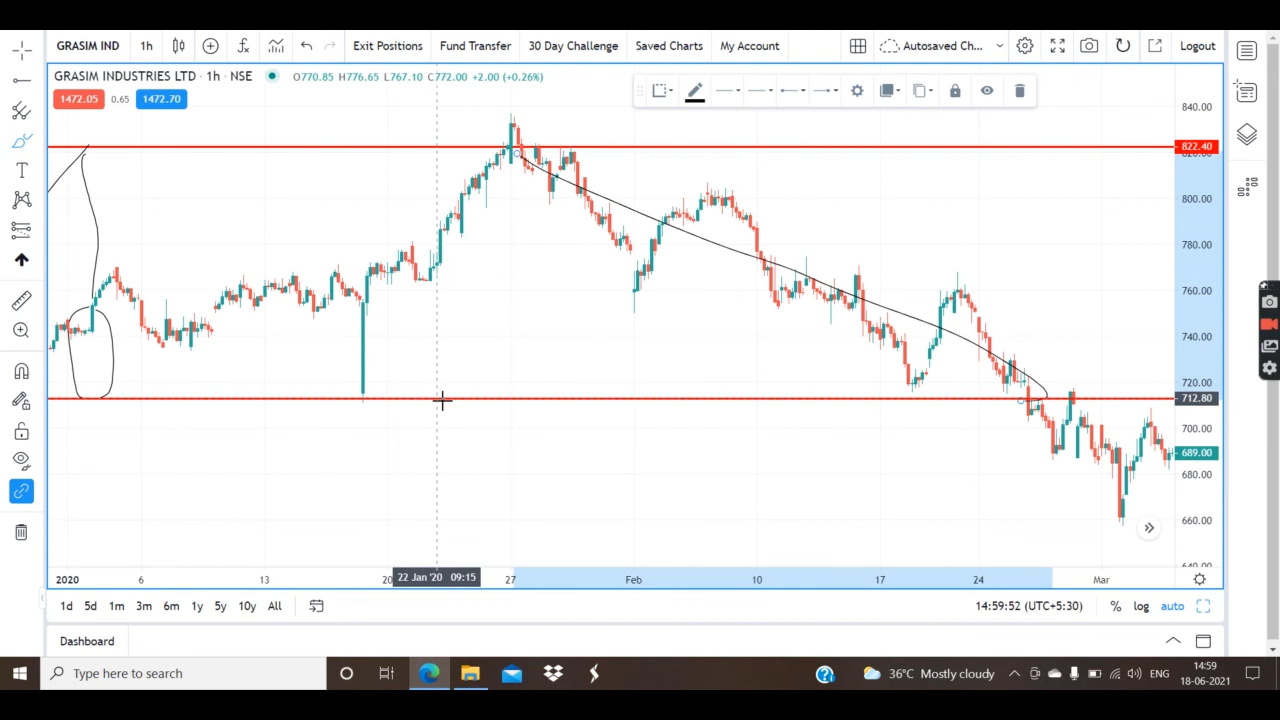 GRASIM IND 1h Exit Positions Fund Transfer 30 Day Challenge Saved Charts My Account Autosaved Ch... Logout
GRASIM INDUSTRIES LTD · 1h · NSE O770.85 H776.65 L767.10 C772.00 +2.00 (+0.26%)
1472.05 0.65 1472.70
840.00
822.40
800.00
780.00
760.00
740.00
720.00
712.80
700.00
689.00
680.00
660.00
2020 6 13 20 22 Jan '20 09:15 27 Feb 10 17 24 Mar
1d 5d 1m 3m 6m 1y 5y 10y All 14:59:52 (UTC+5:30) % log auto
Dashboard
Type here to search 36°C Mostly cloudy ENG 14:59
18-06-2021